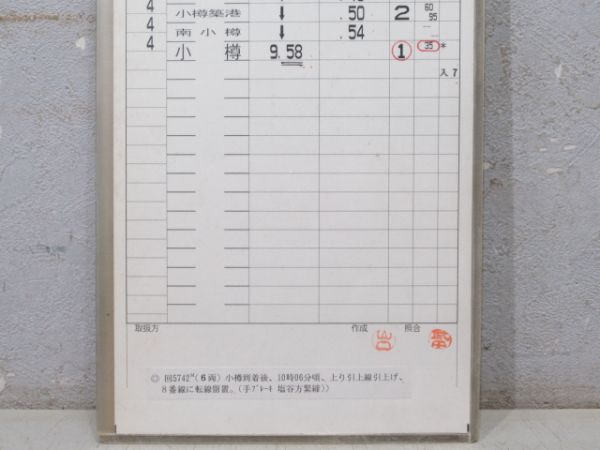 4 小樽築港 ↓ .50 2 60 95
4 南小樽 ↓ .54
4 小樽 9.58 ① 35 *
入7
取扱方 作成 照合
◎ 回5742M(6両) 小樽到着後、10時06分頃、上り引上線引上げ、
8番線に転線留置。(手ﾌﾞﾚｰｷ 塩谷方緊締))